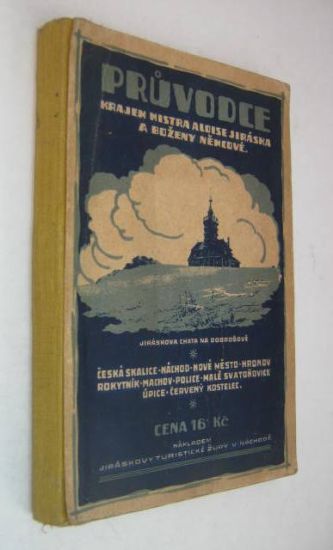 PRŮVODCE
KRAJEM MISTRA ALOISE JIRÁSKA
A BOŽENY NĚMCOVÉ.
JIRÁSKOVA CHATA NA DOBROŠOVĚ
ČESKÁ SKALICE·NÁCHOD·NOVÉ MĚSTO·HRONOV
ROKYTNÍK·MACHOV·POLICE·MALÉ SVATOŇOVICE
ÚPICE·ČERVENÝ KOSTELEC.
CENA 16· Kč
NÁKLADEM
JIRÁSKOVY TURISTICKÉ ŽUPY V NÁCHODĚ